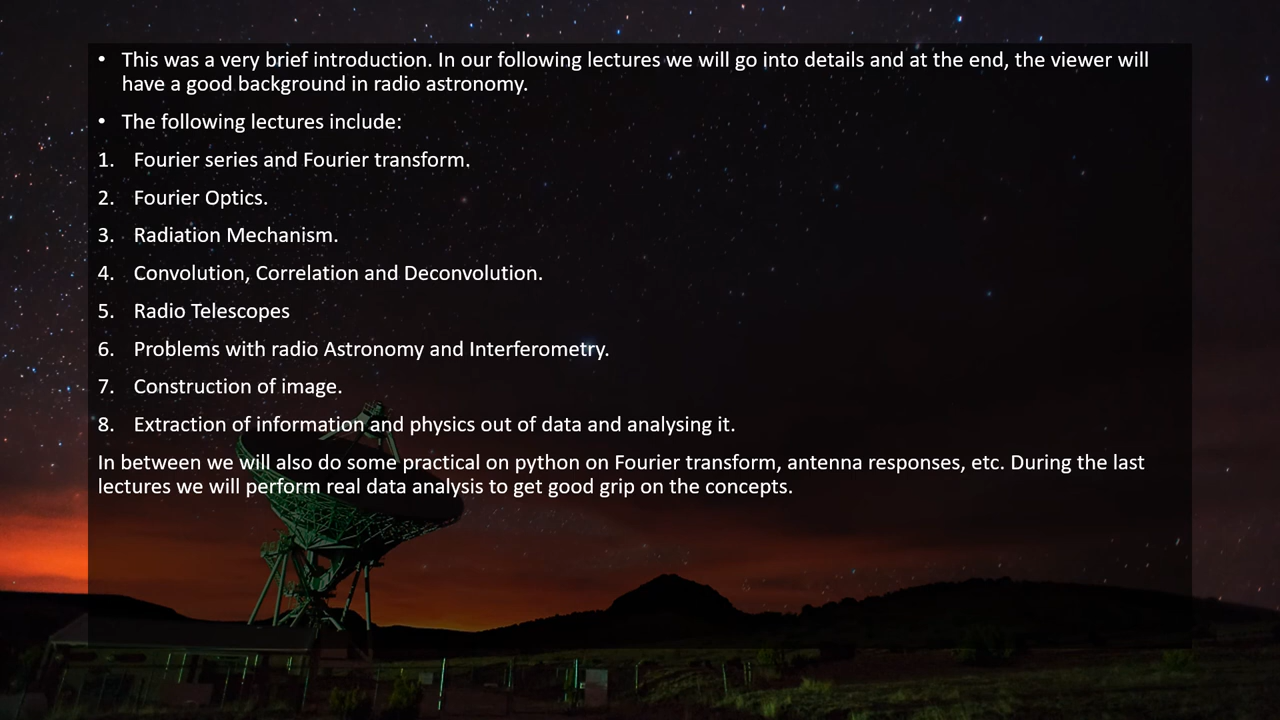 • This was a very brief introduction. In our following lectures we will go into details and at the end, the viewer will
have a good background in radio astronomy.
• The following lectures include:
1. Fourier series and Fourier transform.
2. Fourier Optics.
3. Radiation Mechanism.
4. Convolution, Correlation and Deconvolution.
5. Radio Telescopes
6. Problems with radio Astronomy and Interferometry.
7. Construction of image.
8. Extraction of information and physics out of data and analysing it.
In between we will also do some practical on python on Fourier transform, antenna responses, etc. During the last
lectures we will perform real data analysis to get good grip on the concepts.